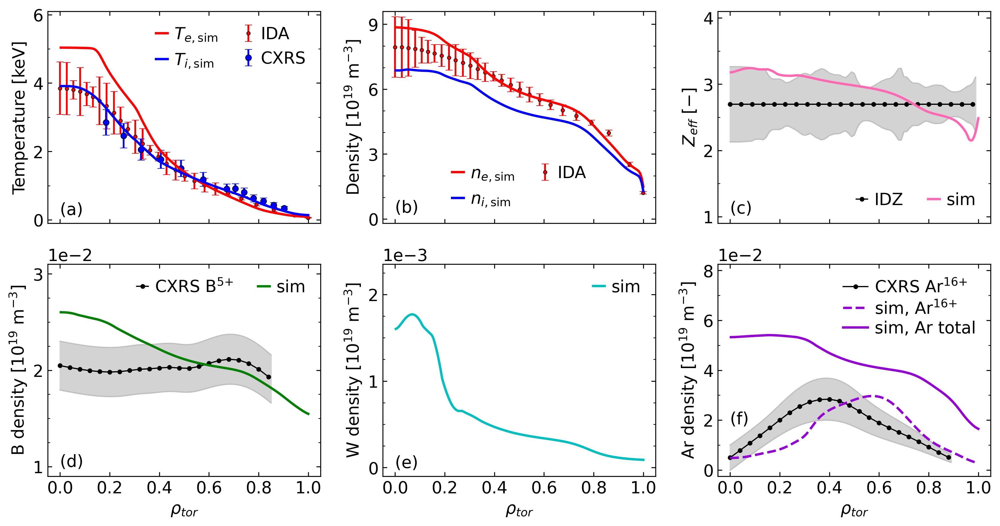 Temperature [keV]
6
4
2
0
T_{e, sim}
T_{i, sim}
IDA
CXRS
(a)
Density [10^{19} m^{-3}]
9
6
3
0
n_{e, sim}
n_{i, sim}
IDA
(b)
Z_{eff} [−]
4
3
2
1
IDZ
sim
(c)
1e−2
B density [10^{19} m^{-3}]
3
2
1
CXRS B^{5+}
sim
(d)
0.0 0.2 0.4 0.6 0.8 1.0
ρ_{tor}
1e−3
W density [10^{19} m^{-3}]
2
1
0
sim
(e)
0.0 0.2 0.4 0.6 0.8 1.0
ρ_{tor}
1e−2
Ar density [10^{19} m^{-3}]
8
6
4
2
0
CXRS Ar^{16+}
sim, Ar^{16+}
sim, Ar total
(f)
0.0 0.2 0.4 0.6 0.8 1.0
ρ_{tor}